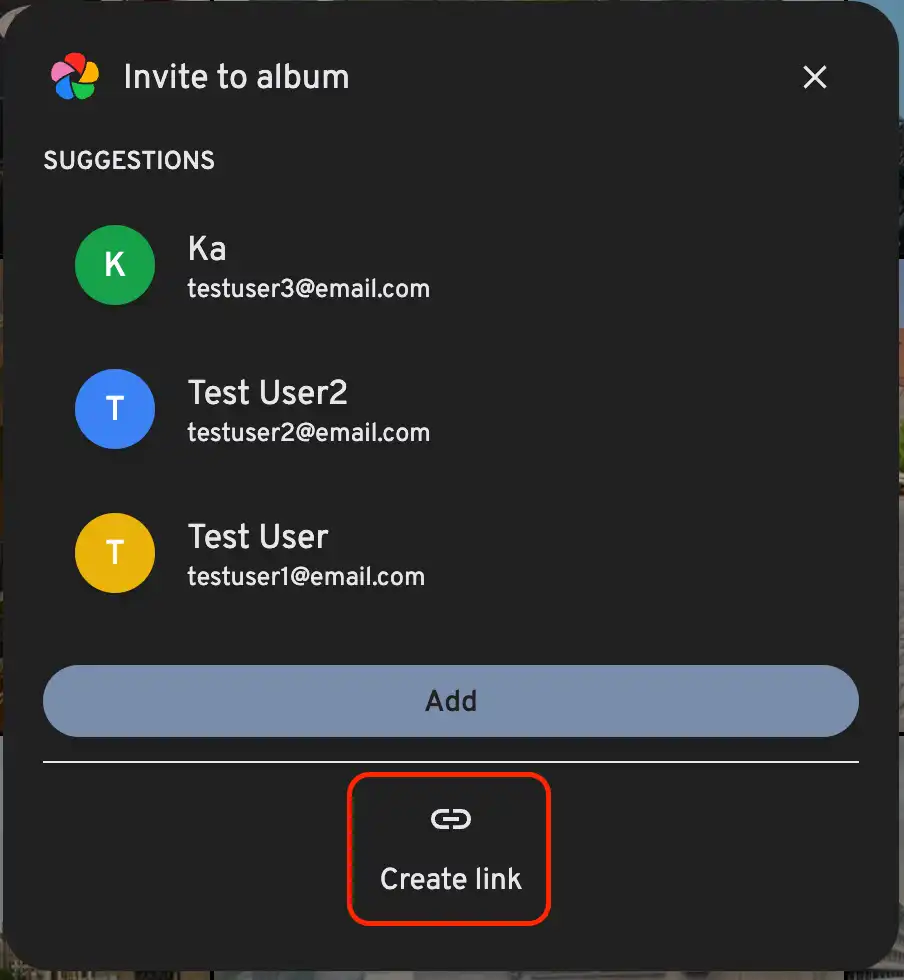 Invite to album
SUGGESTIONS
K
Ka
testuser3@email.com
T
Test User2
testuser2@email.com
T
Test User
testuser1@email.com
Add
Create link